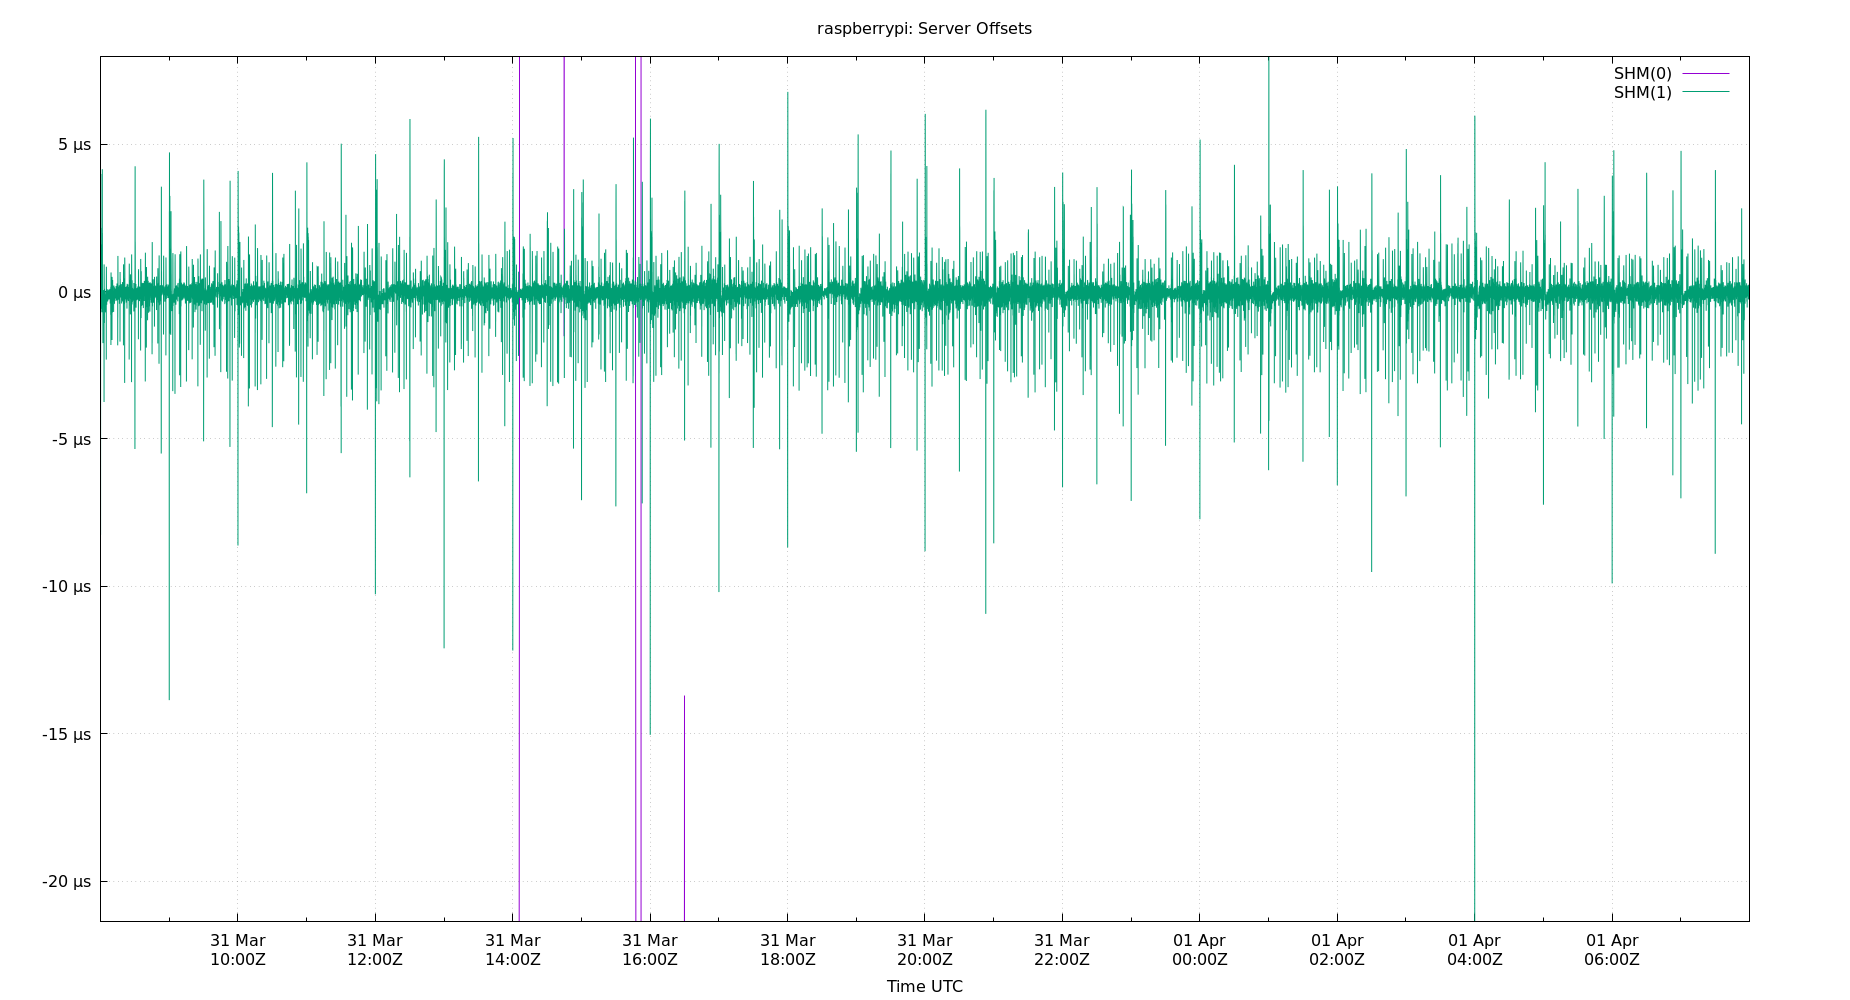 raspberrypi: Server Offsets
SHM(0)
SHM(1)
5 µs
0 µs
-5 µs
-10 µs
-15 µs
-20 µs
31 Mar 31 Mar 31 Mar 31 Mar 31 Mar 31 Mar 31 Mar 01 Apr 01 Apr 01 Apr 01 Apr
10:00Z 12:00Z 14:00Z 16:00Z 18:00Z 20:00Z 22:00Z 00:00Z 02:00Z 04:00Z 06:00Z
Time UTC